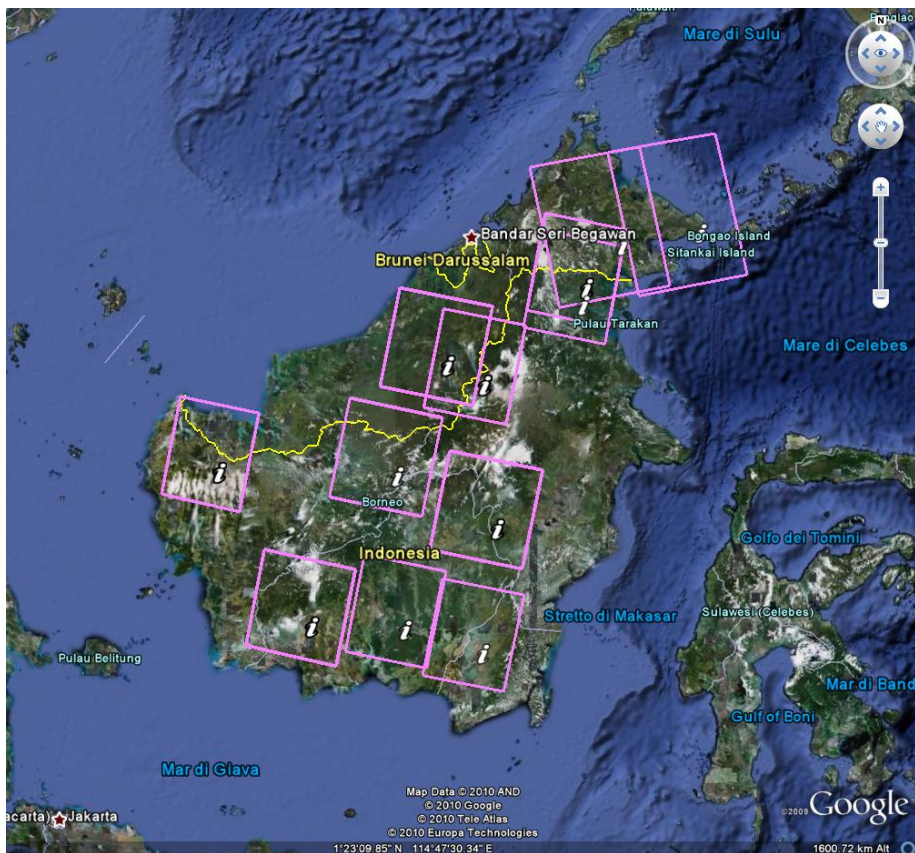 Mare di Sulu
N
Bandar Seri Begawan
Bongao Island
Brunei Darussalam
Sitankai Island
Pulau Tarakan
Mare di Celebes
Borneo
Golfo dei Tomini
Indonesia
Stretto di Makasar
Sulawesi (Celebes)
Pulau Belitung
Mar di Band
Gulf of Boni
Mar di Giava
Map Data © 2010 AND
© 2010 Google
© 2010 Tele Atlas
© 2010 Europa Technologies
©2009 Google
acarta) Jakarta
1°23'09.85" N 114°47'30.34" E
1600.72 km Alt